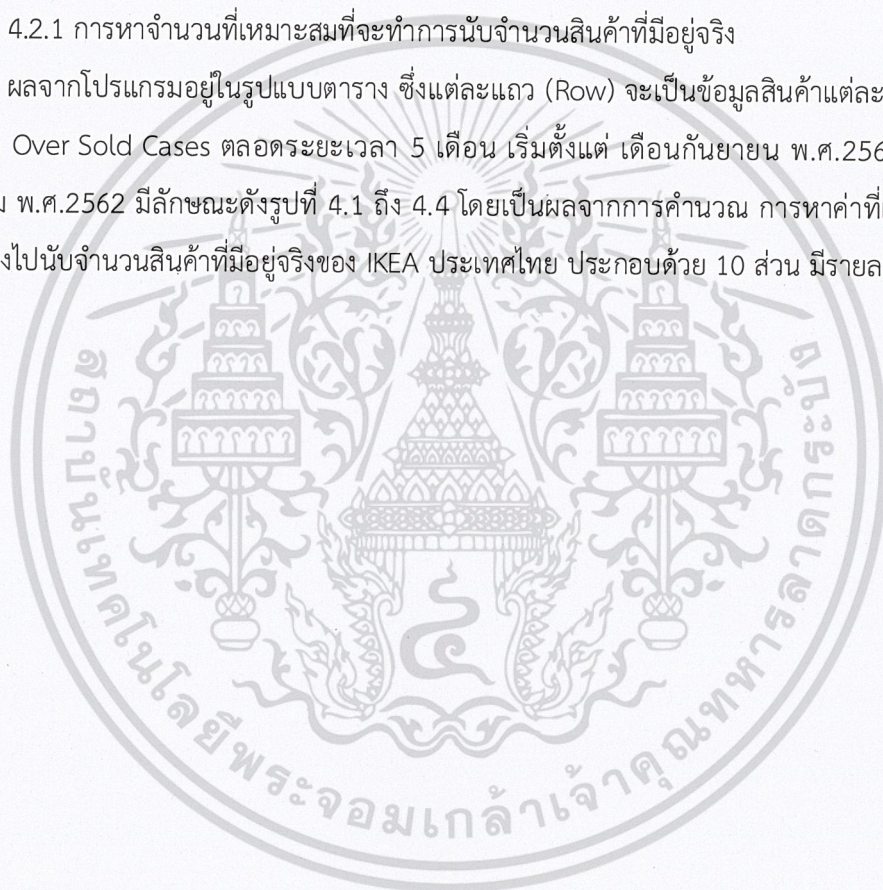 4.2.1 การหาจำนวนที่เหมาะสมที่จะทำการนับจำนวนสินค้าที่มีอยู่จริง
ผลจากโปรแกรมอยู่ในรูปแบบตาราง ซึ่งแต่ละแถว (Row) จะเป็นข้อมูลสินค้าแต่ละ
Over Sold Cases ตลอดระยะเวลา 5 เดือน เริ่มตั้งแต่ เดือนกันยายน พ.ศ.256
พ.ศ.2562 มีลักษณะดังรูปที่ 4.1 ถึง 4.4 โดยเป็นผลจากการคำนวณ การหาค่าที่
งไปนับจำนวนสินค้าที่มีอยู่จริงของ IKEA ประเทศไทย ประกอบด้วย 10 ส่วน มีรายล
สถาบันเทคโนโลยีพระจอมเกล้าเจ้าคุณทหารลาดกระบัง
๔